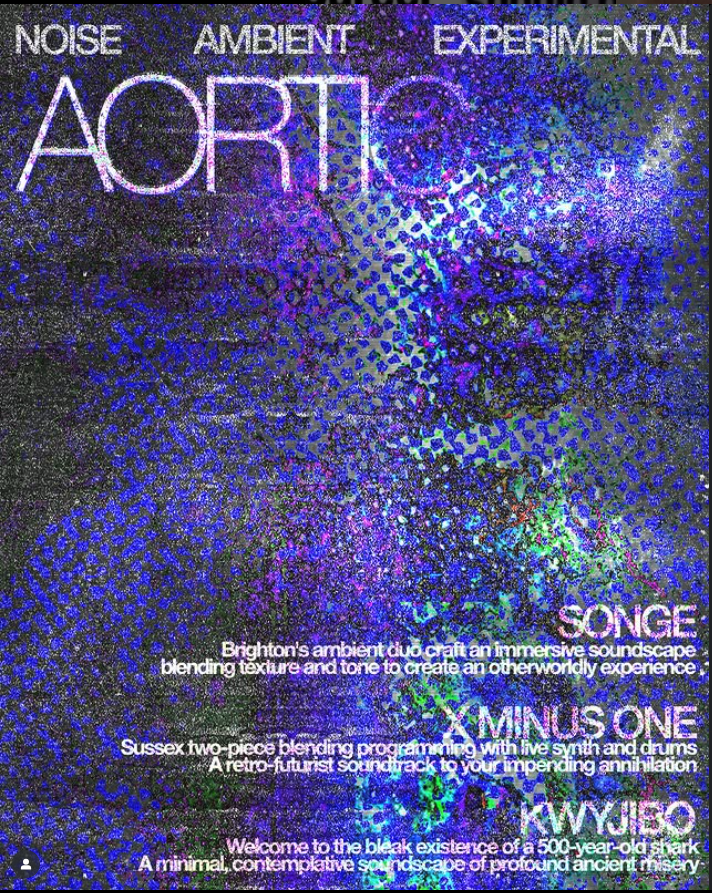 NOISE AMBIENT EXPERIMENTAL
AORTIC
SONGE
Brighton's ambient duo craft an immersive soundscape
blending texture and tone to create an otherworldly experience
X MINUS ONE
Sussex two-piece blending programming with live synth and drums
A retro-futurist soundtrack to your impending annihilation
KWYJIBO
Welcome to the bleak existence of a 500-year-old shark
A minimal, contemplative soundscape of profound ancient misery